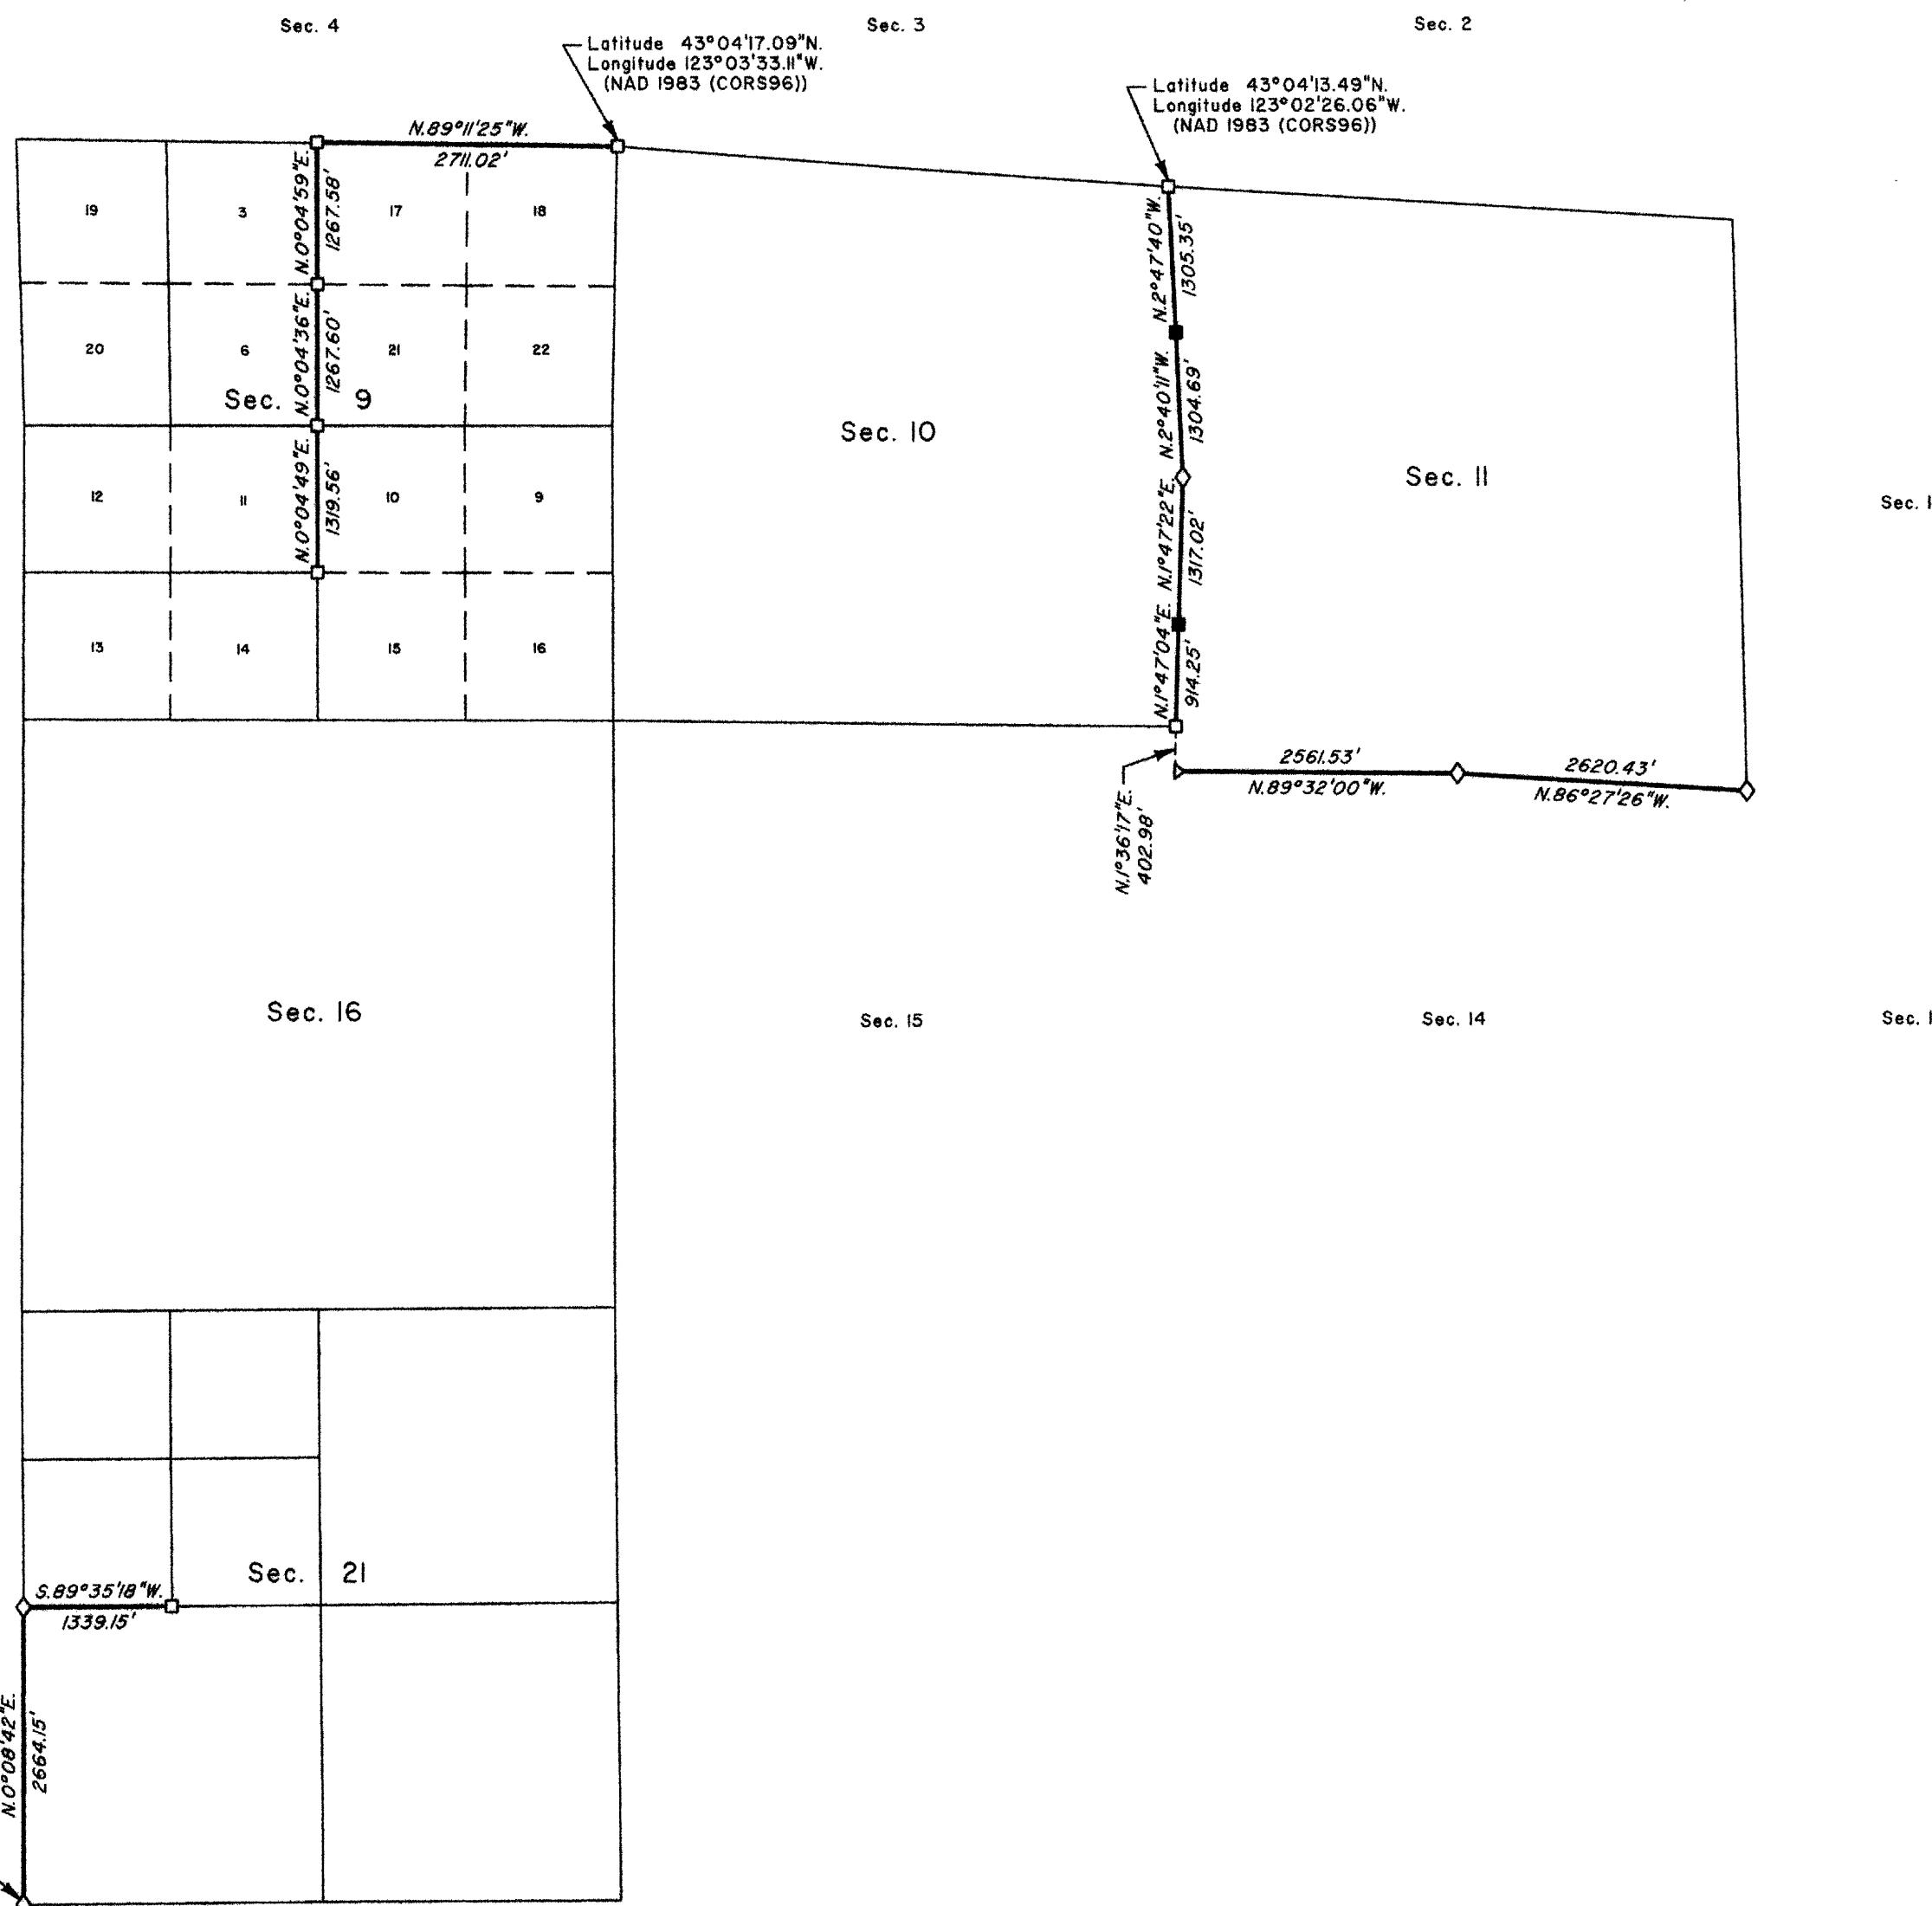 Sec. 4
Sec. 3
Sec. 2
Latitude 43°04'17.09"N.
Longitude 123°03'33.11"W.
(NAD 1983 (CORS96))
Latitude 43°04'13.49"N.
Longitude 123°02'26.06"W.
(NAD 1983 (CORS96))
N.89°11'25"W.
2711.02'
N.0°04'59"E.
1267.58'
19
3
17
18
N.2°47'40"W.
1305.35'
N.0°04'36"E.
1267.60'
20
6
21
22
Sec. 9
N.2°40'11"W.
1304.69'
Sec. 10
Sec. 11
N.0°04'49"E.
1319.56'
12
11
10
9
Sec. 1
N.1°47'22"E.
1317.02'
13
14
15
16
N.1°47'04"E.
914.25'
2561.53'
N.89°32'00"W.
2620.43'
N.86°27'26"W.
N.1°36'17"E.
402.98'
Sec. 16
Sec. 15
Sec. 14
Sec. 1
Sec. 21
S.89°35'18"W.
1339.15'
N.0°08'42"E.
2664.15'